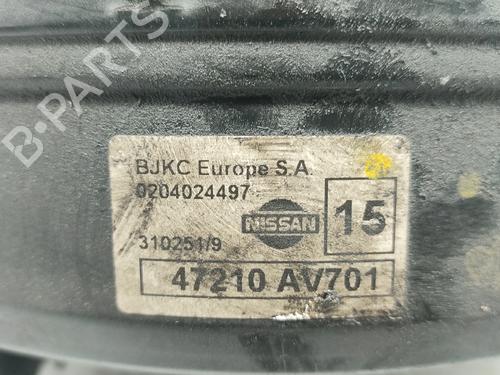 B-PARTS
BJKC Europe S.A.
0204024497
NISSAN
15
310251/9
47210 AV701